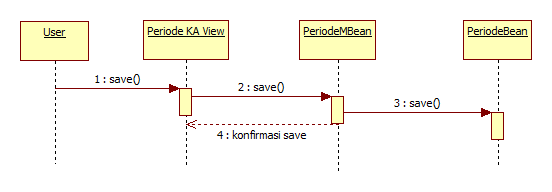 User
Periode KA View
PeriodeMBean
PeriodeBean
1 : save()
2 : save()
3 : save()
4 : konfirmasi save